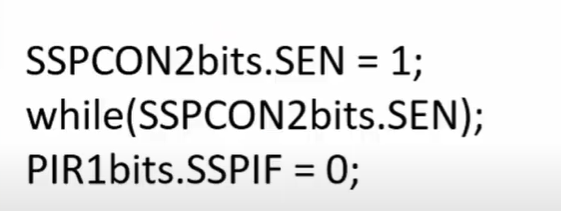 SSPCON2bits.SEN = 1;
while(SSPCON2bits.SEN);
PIR1bits.SSPIF = 0;